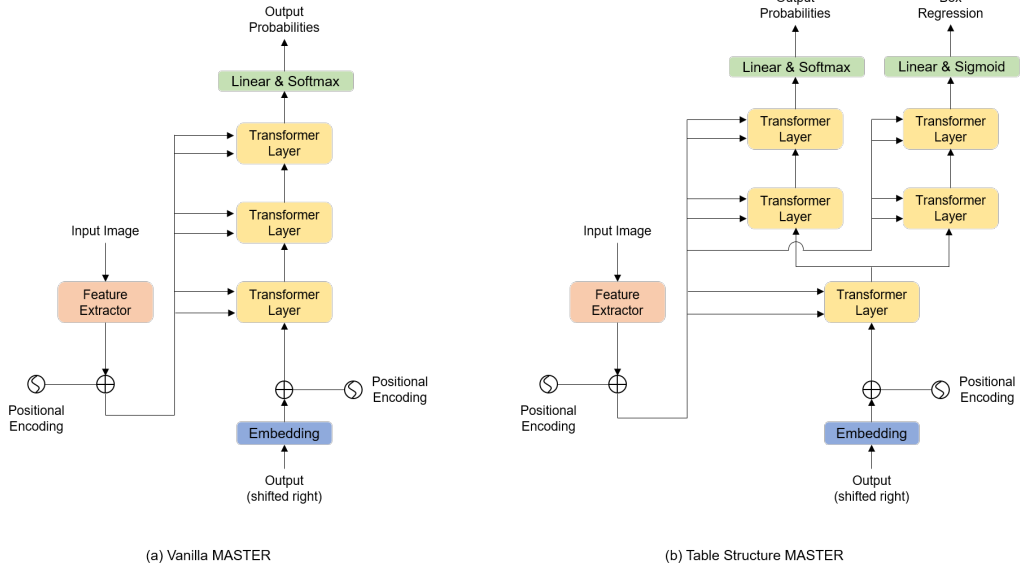 Output
Probabilities
Linear & Softmax
Transformer
Layer
Transformer
Layer
Input Image
Feature
Extractor
Transformer
Layer
Positional
Encoding
Positional
Encoding
Embedding
Output
(shifted right)
(a) Vanilla MASTER
Output
Probabilities
Box
Regression
Linear & Softmax
Linear & Sigmoid
Transformer
Layer
Transformer
Layer
Transformer
Layer
Transformer
Layer
Input Image
Feature
Extractor
Transformer
Layer
Positional
Encoding
Positional
Encoding
Embedding
Output
(shifted right)
(b) Table Structure MASTER